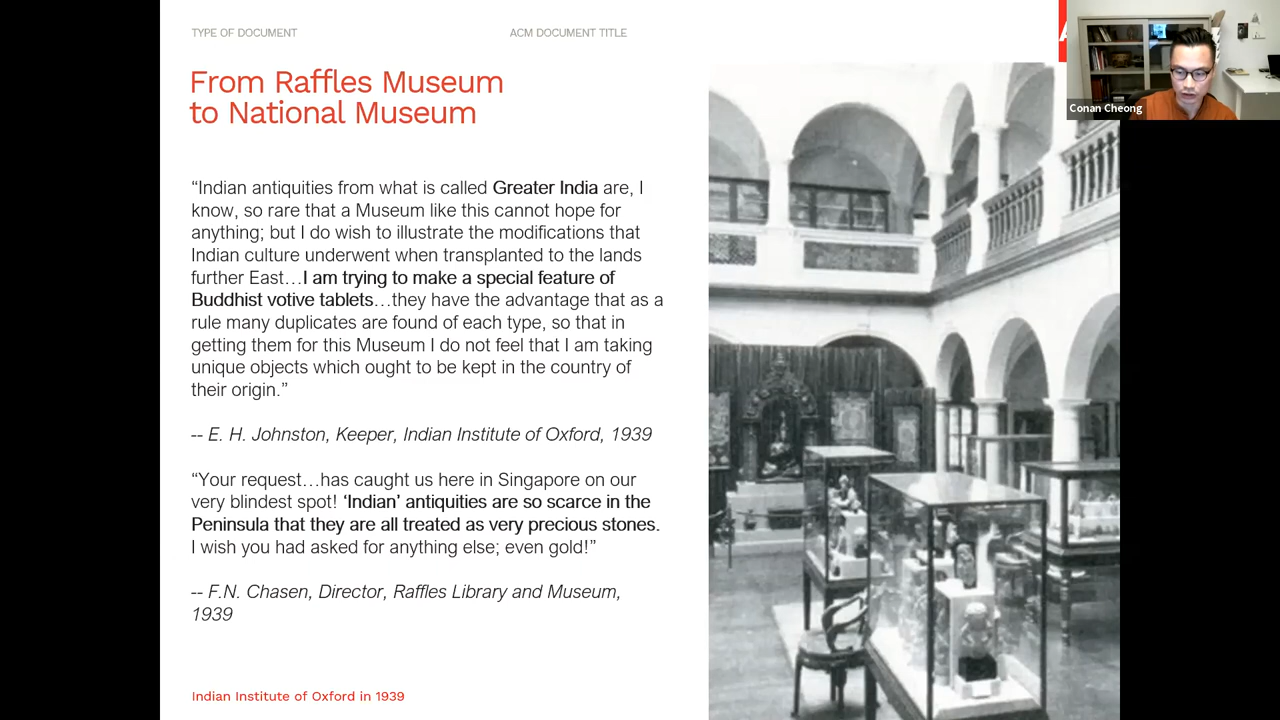 TYPE OF DOCUMENT
ACM DOCUMENT TITLE
From Raffles Museum
to National Museum
“Indian antiquities from what is called Greater India are, I
know, so rare that a Museum like this cannot hope for
anything; but I do wish to illustrate the modifications that
Indian culture underwent when transplanted to the lands
further East…I am trying to make a special feature of
Buddhist votive tablets…they have the advantage that as a
rule many duplicates are found of each type, so that in
getting them for this Museum I do not feel that I am taking
unique objects which ought to be kept in the country of
their origin.”
-- E. H. Johnston, Keeper, Indian Institute of Oxford, 1939
“Your request…has caught us here in Singapore on our
very blindest spot! ‘Indian’ antiquities are so scarce in the
Peninsula that they are all treated as very precious stones.
I wish you had asked for anything else; even gold!”
-- F.N. Chasen, Director, Raffles Library and Museum,
1939
Indian Institute of Oxford in 1939
Conan Cheong